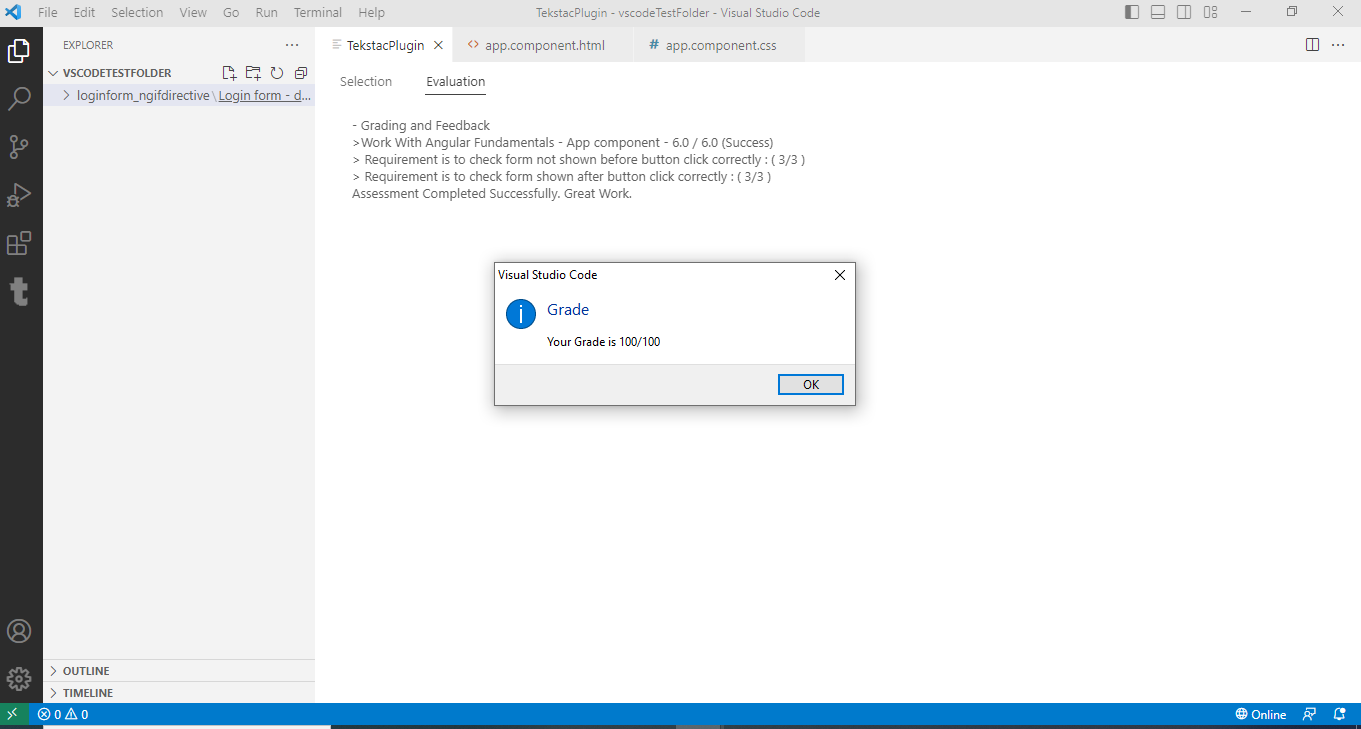 File Edit Selection View Go Run Terminal Help
TekstacPlugin - vscodeTestFolder - Visual Studio Code
EXPLORER
VSCODETESTFOLDER
loginform_ngifdirective\Login form - d...
OUTLINE
TIMELINE
TekstacPlugin
app.component.html
# app.component.css
Selection
Evaluation
- Grading and Feedback
>Work With Angular Fundamentals - App component - 6.0 / 6.0 (Success)
> Requirement is to check form not shown before button click correctly : ( 3/3 )
> Requirement is to check form shown after button click correctly : ( 3/3 )
Assessment Completed Successfully. Great Work.
Visual Studio Code
Grade
Your Grade is 100/100
OK
0 0
Online